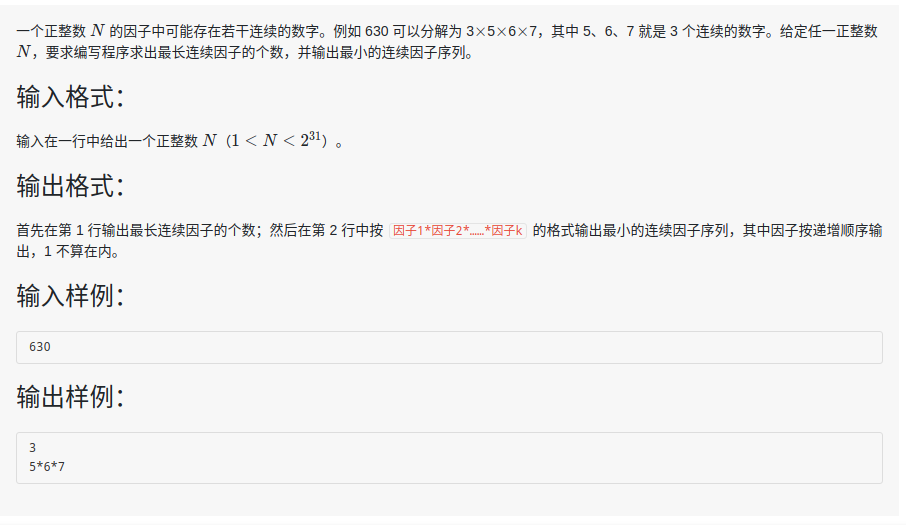 一个正整数 N 的因子中可能存在若干连续的数字。例如 630 可以分解为 3×5×6×7，其中 5、6、7 就是 3 个连续的数字。给定任一正整数
N，要求编写程序求出最长连续因子的个数，并输出最小的连续因子序列。
输入格式：
输入在一行中给出一个正整数 N（1 < N < 2³¹）。
输出格式：
首先在第 1 行输出最长连续因子的个数；然后在第 2 行中按 因子1*因子2*……*因子k 的格式输出最小的连续因子序列，其中因子按递增顺序输
出，1 不算在内。
输入样例：
630
输出样例：
3
5*6*7